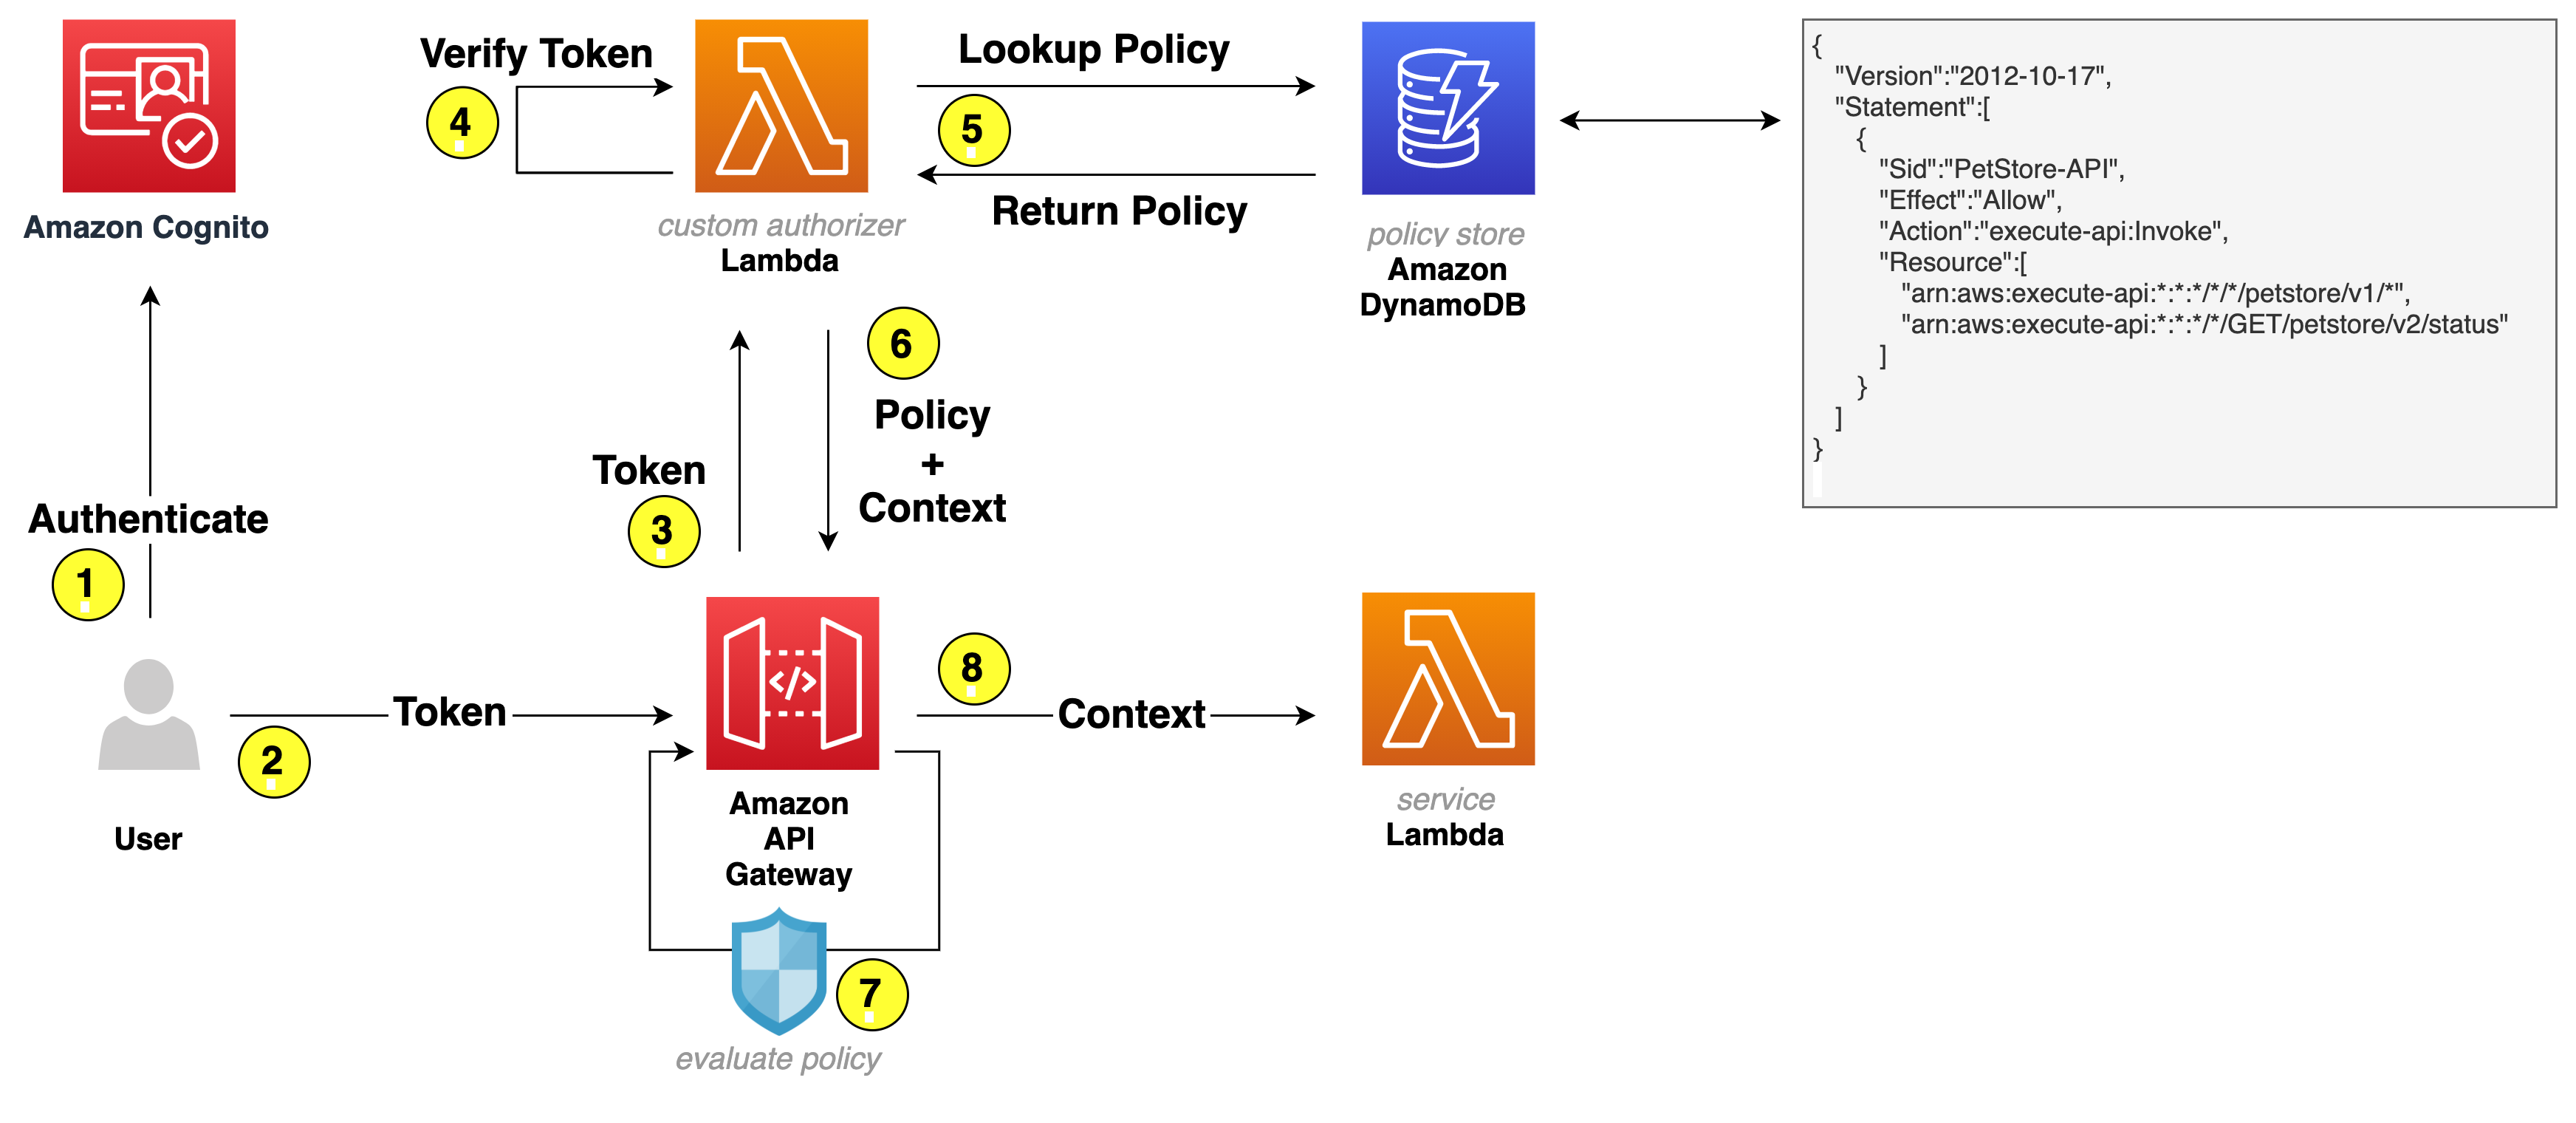 Amazon Cognito
Authenticate
1
User
2
Token
Verify Token
4
custom authorizer
Lambda
Lookup Policy
5
Return Policy
policy store
Amazon
DynamoDB
{
"Version":"2012-10-17",
"Statement":[
{
"Sid":"PetStore-API",
"Effect":"Allow",
"Action":"execute-api:Invoke",
"Resource":[
"arn:aws:execute-api:*:*:*/*/*/petstore/v1/*",
"arn:aws:execute-api:*:*:*/*/GET/petstore/v2/status"
]
}
]
}
Token
3
6
Policy
+
Context
</>
Amazon
API
Gateway
7
evaluate policy
8
Context
service
Lambda